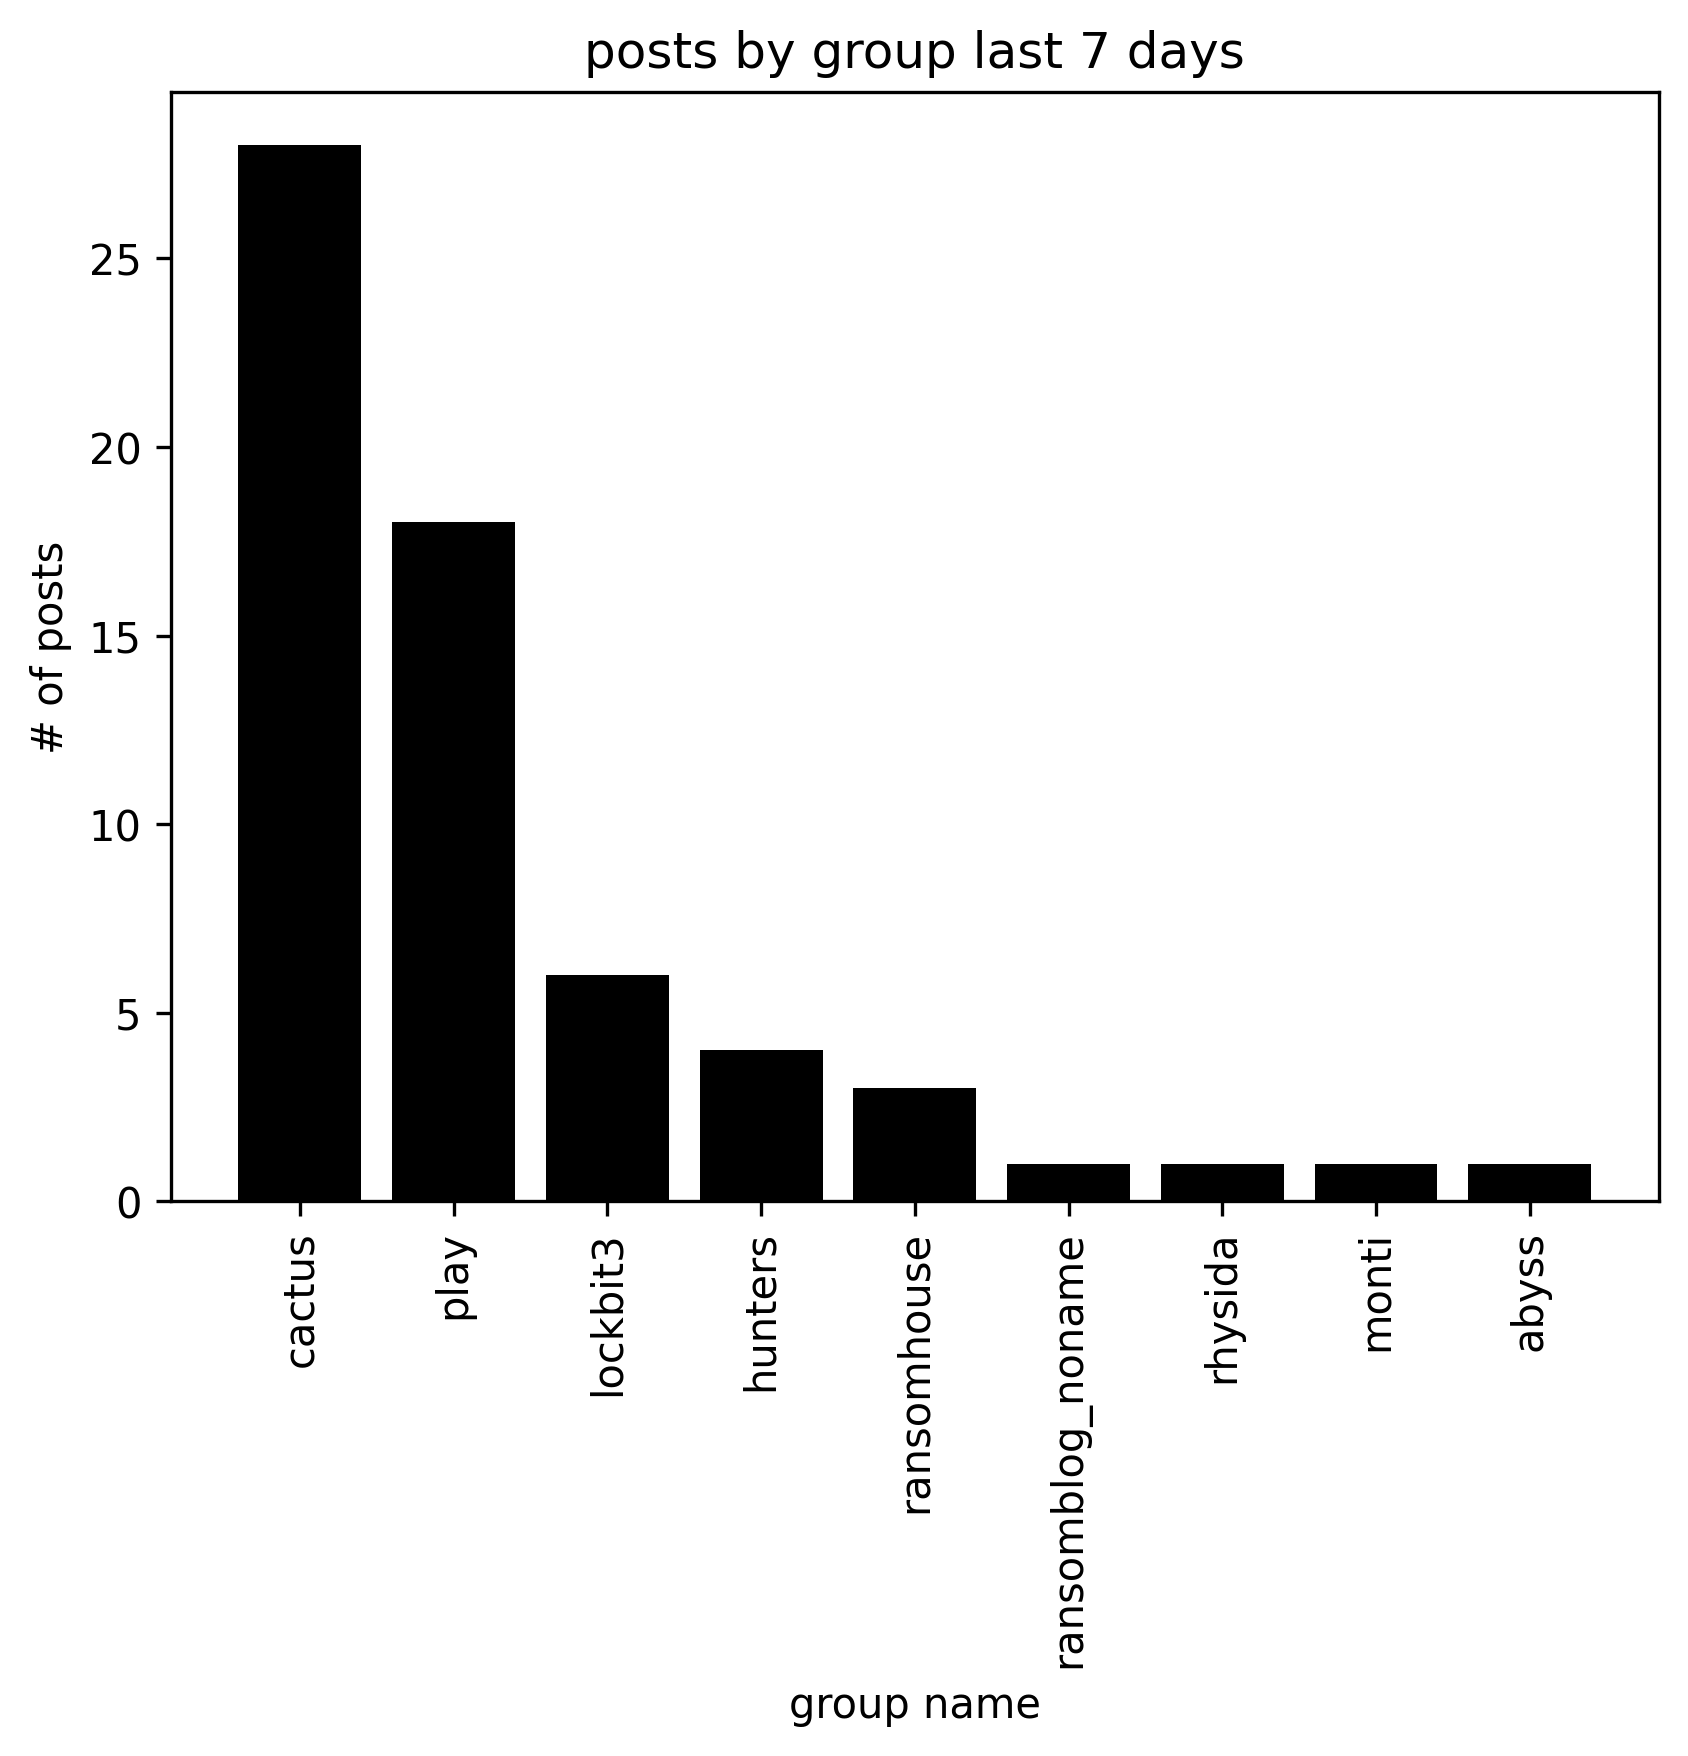 posts by group last 7 days
# of posts
25
20
15
10
5
0
cactus
play
lockbit3
hunters
ransomhouse
ransomblog_noname
rhysida
monti
abyss
group name